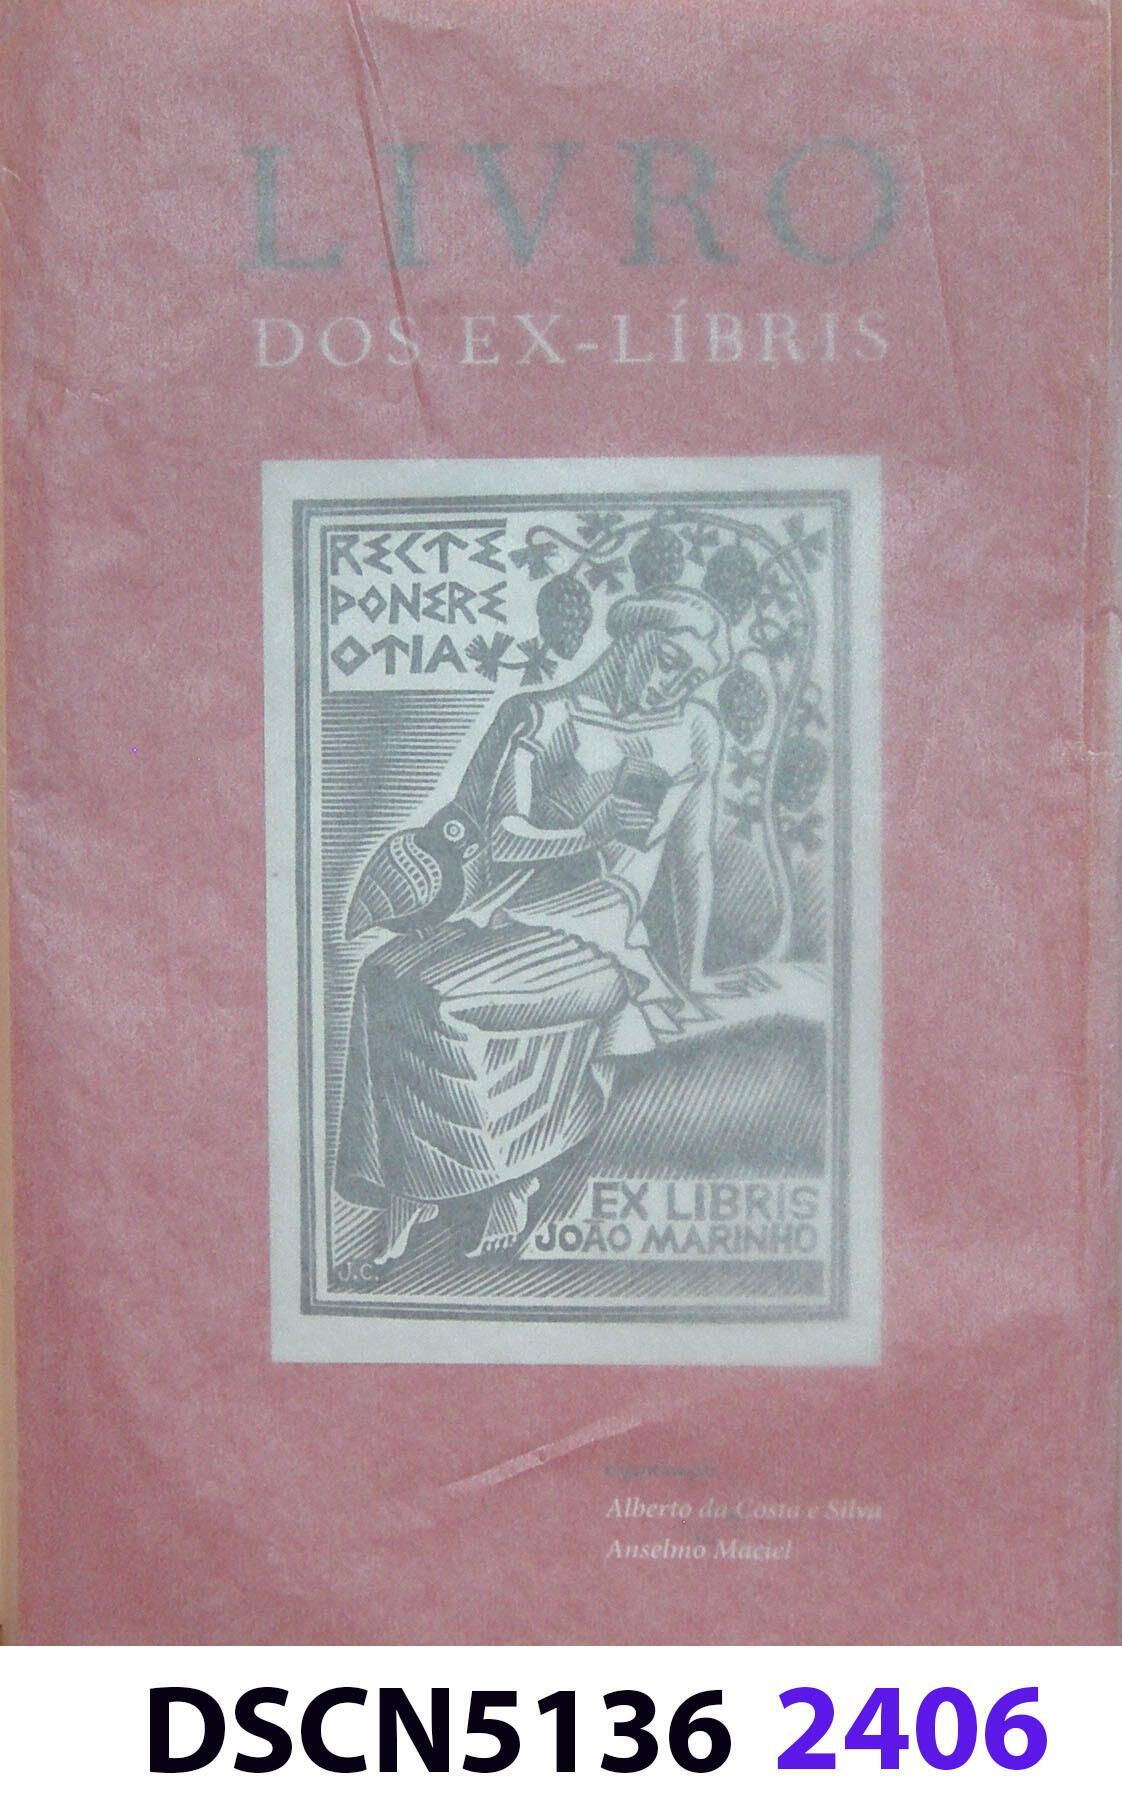 LIVRO
DOS EX-LÍBRIS
RECTE
PONERE
OTIA
EX LIBRIS
JOÃO MARINHO
J.C.
organização
Alberto da Costa e Silva
Anselmo Maciel
DSCN5136 2406